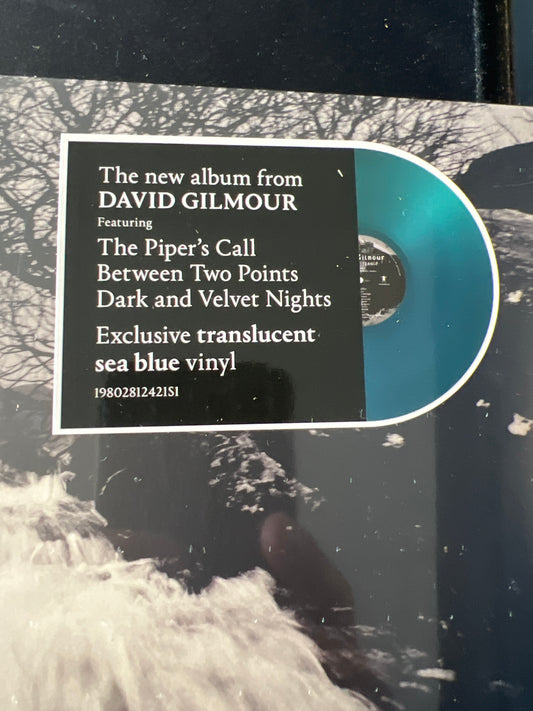 The new album from
DAVID GILMOUR
Featuring
The Piper's Call
Between Two Points
Dark and Velvet Nights
Exclusive translucent
sea blue vinyl
19802812421S1
Gilmour